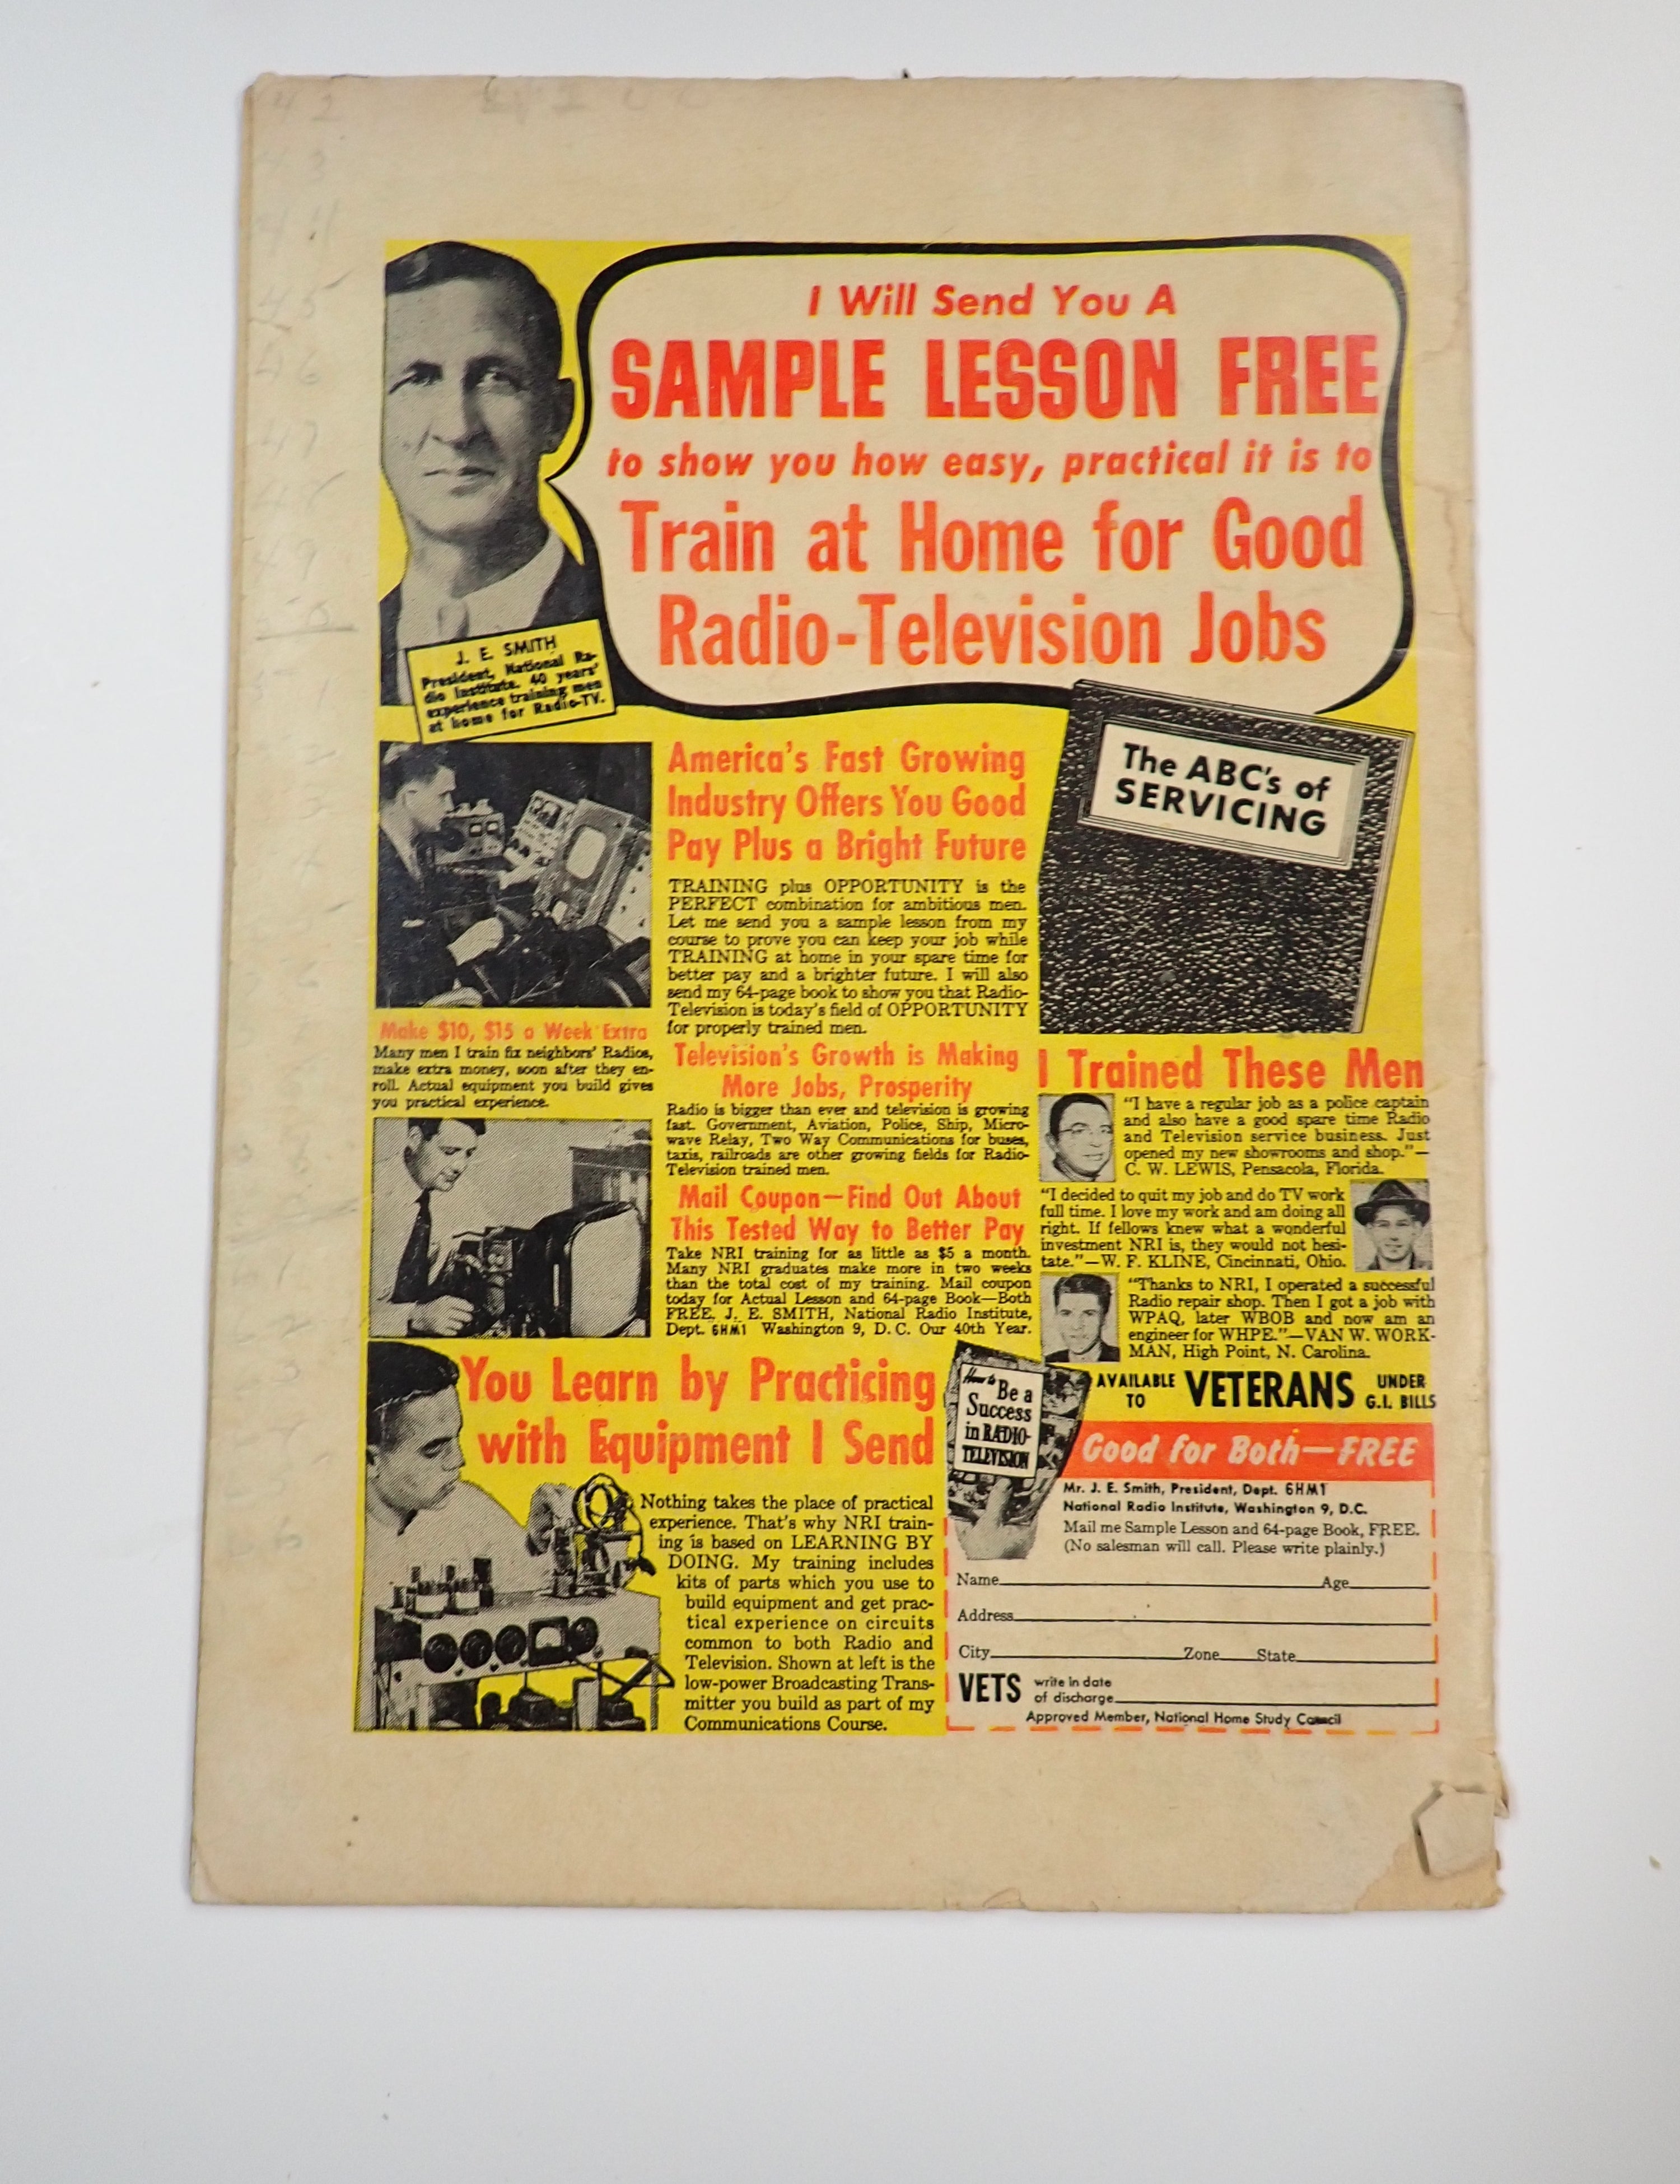 I Will Send You A
SAMPLE LESSON FREE
to show you how easy, practical it is to
Train at Home for Good
Radio-Television Jobs
J. E. SMITH
President, National Ra-
dio Institute. 40 years'
experience training men
at home for Radio-TV.
The ABC's of
SERVICING
America's Fast Growing
Industry Offers You Good
Pay Plus a Bright Future
TRAINING plus OPPORTUNITY is the
PERFECT combination for ambitious men.
Let me send you a sample lesson from my
course to prove you can keep your job while
TRAINING at home in your spare time for
better pay and a brighter future. I will also
send my 64-page book to show you that Radio-
Television is today's field of OPPORTUNITY
for properly trained men.
Make $10, $15 a Week Extra
Many men I train fix neighbors' Radios,
make extra money, soon after they en-
roll. Actual equipment you build gives
you practical experience.
Television's Growth is Making
More Jobs, Prosperity
Radio is bigger than ever and television is growing
fast. Government, Aviation, Police, Ship, Micro-
wave Relay, Two Way Communications for buses,
taxis, railroads are other growing fields for Radio-
Television trained men.
Mail Coupon—Find Out About
This Tested Way to Better Pay
Take NRI training for as little as $5 a month.
Many NRI graduates make more in two weeks
than the total cost of my training. Mail coupon
today for Actual Lesson and 64-page Book—Both
FREE. J. E. SMITH, National Radio Institute,
Dept. 6HM1 Washington 9, D. C. Our 40th Year.
I Trained These Men
"I have a regular job as a police captain
and also have a good spare time Radio
and Television service business. Just
opened my new showrooms and shop."—
C. W. LEWIS, Pensacola, Florida.
"I decided to quit my job and do TV work
full time. I love my work and am doing all
right. If fellows knew what a wonderful
investment NRI is, they would not hesi-
tate."—W. F. KLINE, Cincinnati, Ohio.
"Thanks to NRI, I operated a successful
Radio repair shop. Then I got a job with
WPAQ, later WBOB and now am an
engineer for WHPE."—VAN W. WORK-
MAN, High Point, N. Carolina.
AVAILABLE TO VETERANS UNDER G.I. BILLS
You Learn by Practicing
with Equipment I Send
Nothing takes the place of practical
experience. That's why NRI train-
ing is based on LEARNING BY
DOING. My training includes
kits of parts which you use to
build equipment and get prac-
tical experience on circuits
common to both Radio and
Television. Shown at left is the
low-power Broadcasting Trans-
mitter you build as part of my
Communications Course.
How to
Be a
Success
in RADIO-
TELEVISION
Good for Both—FREE
Mr. J. E. Smith, President, Dept. 6HM1
National Radio Institute, Washington 9, D.C.
Mail me Sample Lesson and 64-page Book, FREE.
(No salesman will call. Please write plainly.)
Name Age
Address
City Zone State
VETS write in date
of discharge
Approved Member, National Home Study Council